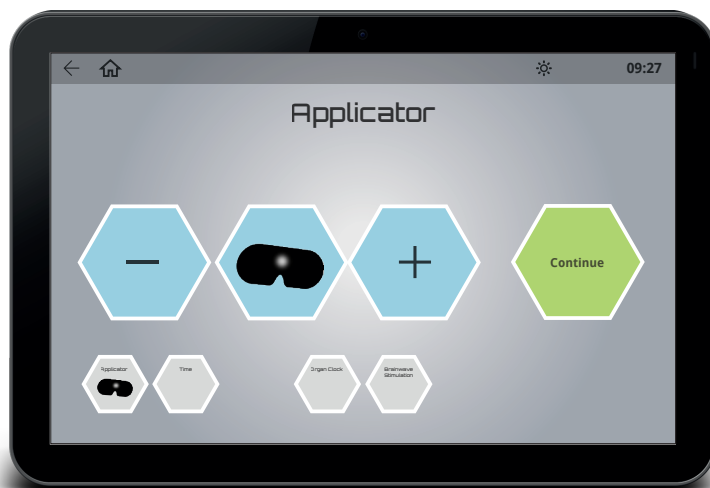 09:27
Applicator
Continue
Applicator
Time
Organ Clock
Brainwave
Stimulation